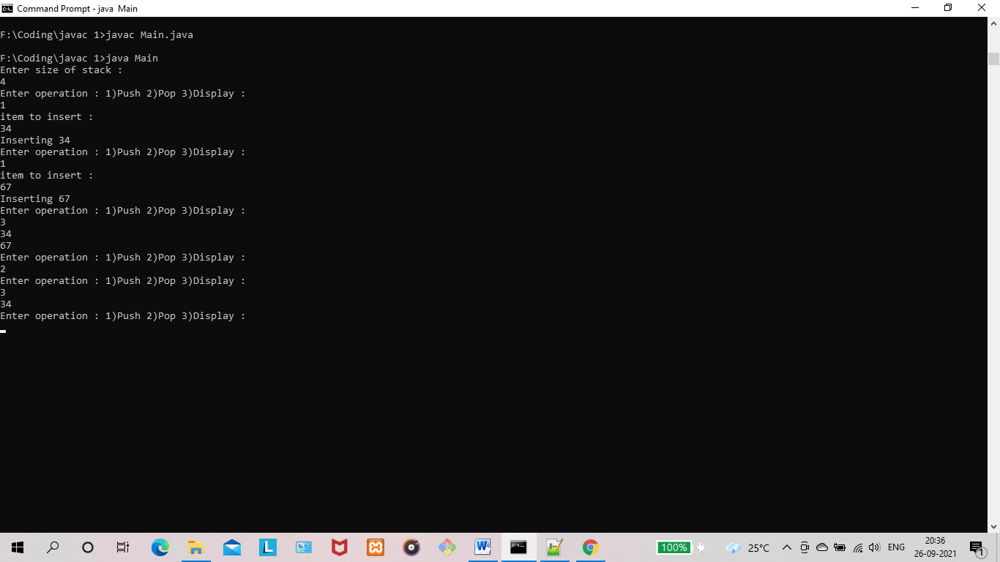 Command Prompt - java  Main
F:\Coding\javac 1>javac Main.java
F:\Coding\javac 1>java Main
Enter size of stack :
4
Enter operation : 1)Push 2)Pop 3)Display :
1
item to insert :
34
Inserting 34
Enter operation : 1)Push 2)Pop 3)Display :
1
item to insert :
67
Inserting 67
Enter operation : 1)Push 2)Pop 3)Display :
3
34
67
Enter operation : 1)Push 2)Pop 3)Display :
2
Enter operation : 1)Push 2)Pop 3)Display :
3
34
Enter operation : 1)Push 2)Pop 3)Display :
100% 25°C ENG 20:36
26-09-2021 1